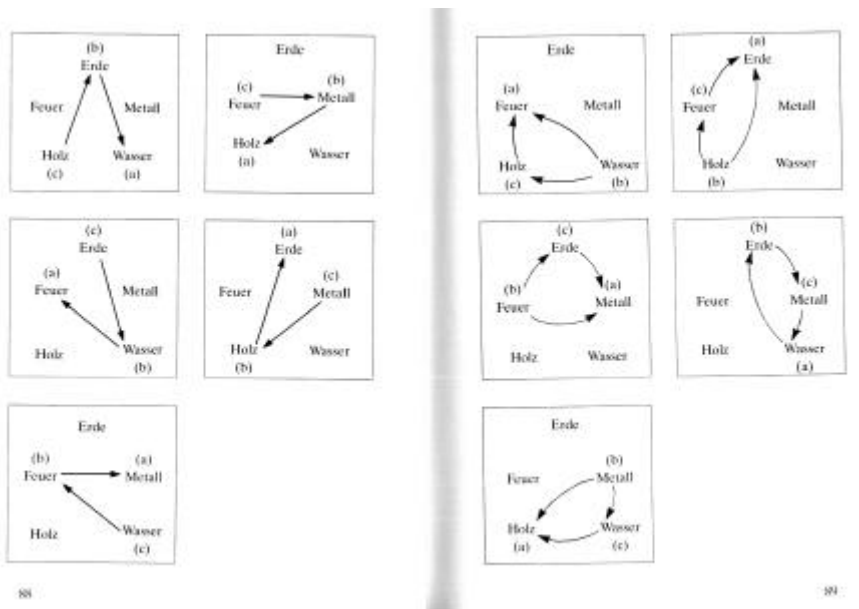 (b)
Erde
Feuer Metall
Holz Wasser
(c) (a)
Erde
(c) (b)
Feuer Metall
Holz
(a) Wasser
(c)
Erde
(a)
Feuer Metall
Holz Wasser
(b)
(a)
Erde
(c)
Feuer Metall
Holz Wasser
(b)
Erde
(b) (a)
Feuer Metall
Holz Wasser
(c)
88
Erde
(a)
Feuer Metall
Holz Wasser
(c) (b)
(a)
Erde
(c)
Feuer Metall
Holz Wasser
(b)
(c)
Erde
(b) (a)
Feuer Metall
Holz Wasser
(b)
Erde
(c)
Feuer Metall
Holz Wasser
(a)
Erde
(b)
Feuer Metall
Holz Wasser
(a) (c)
89